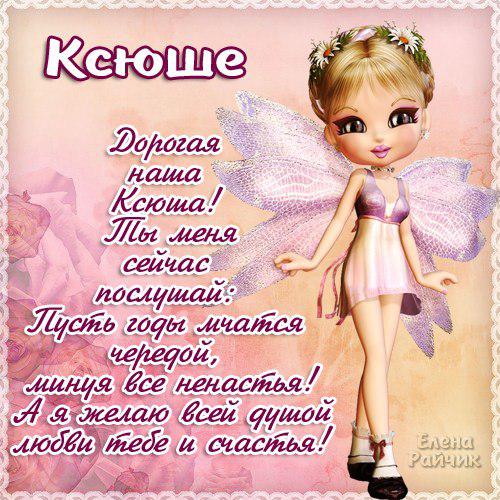 Ксюше
Дорогая
наша
Ксюша!
Ты меня
сейчас
послушай:
Пусть годы мчатся
чередой,
минуя все ненастья!
А я желаю всей душой
любви тебе и счастья!
Елена
Райчик